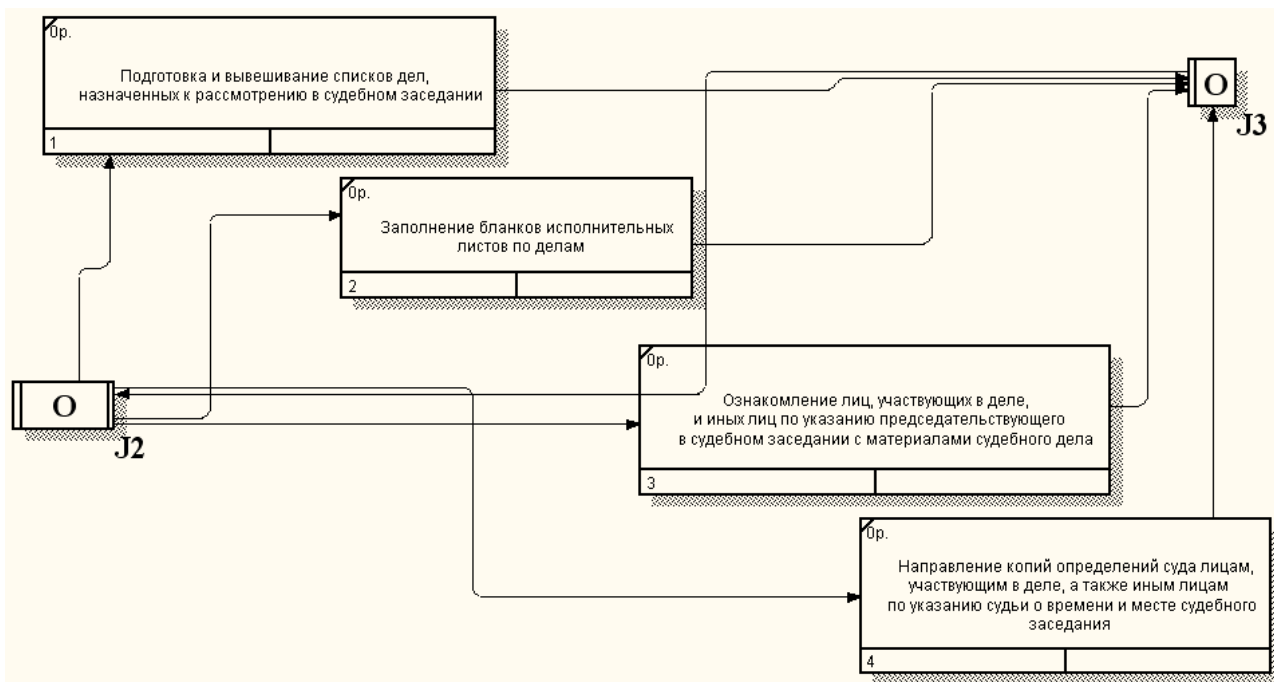 0р.
Подготовка и вывешивание списков дел,
назначенных к рассмотрению в судебном заседании
1
O
J3
0р.
Заполнение бланков исполнительных
листов по делам
2
O
J2
0р.
Ознакомление лиц, участвующих в деле,
и иных лиц по указанию председательствующего
в судебном заседании с материалами судебного дела
3
0р.
Направление копий определений суда лицам,
участвующим в деле, а также иным лицам
по указанию судьи о времени и месте судебного
заседания
4